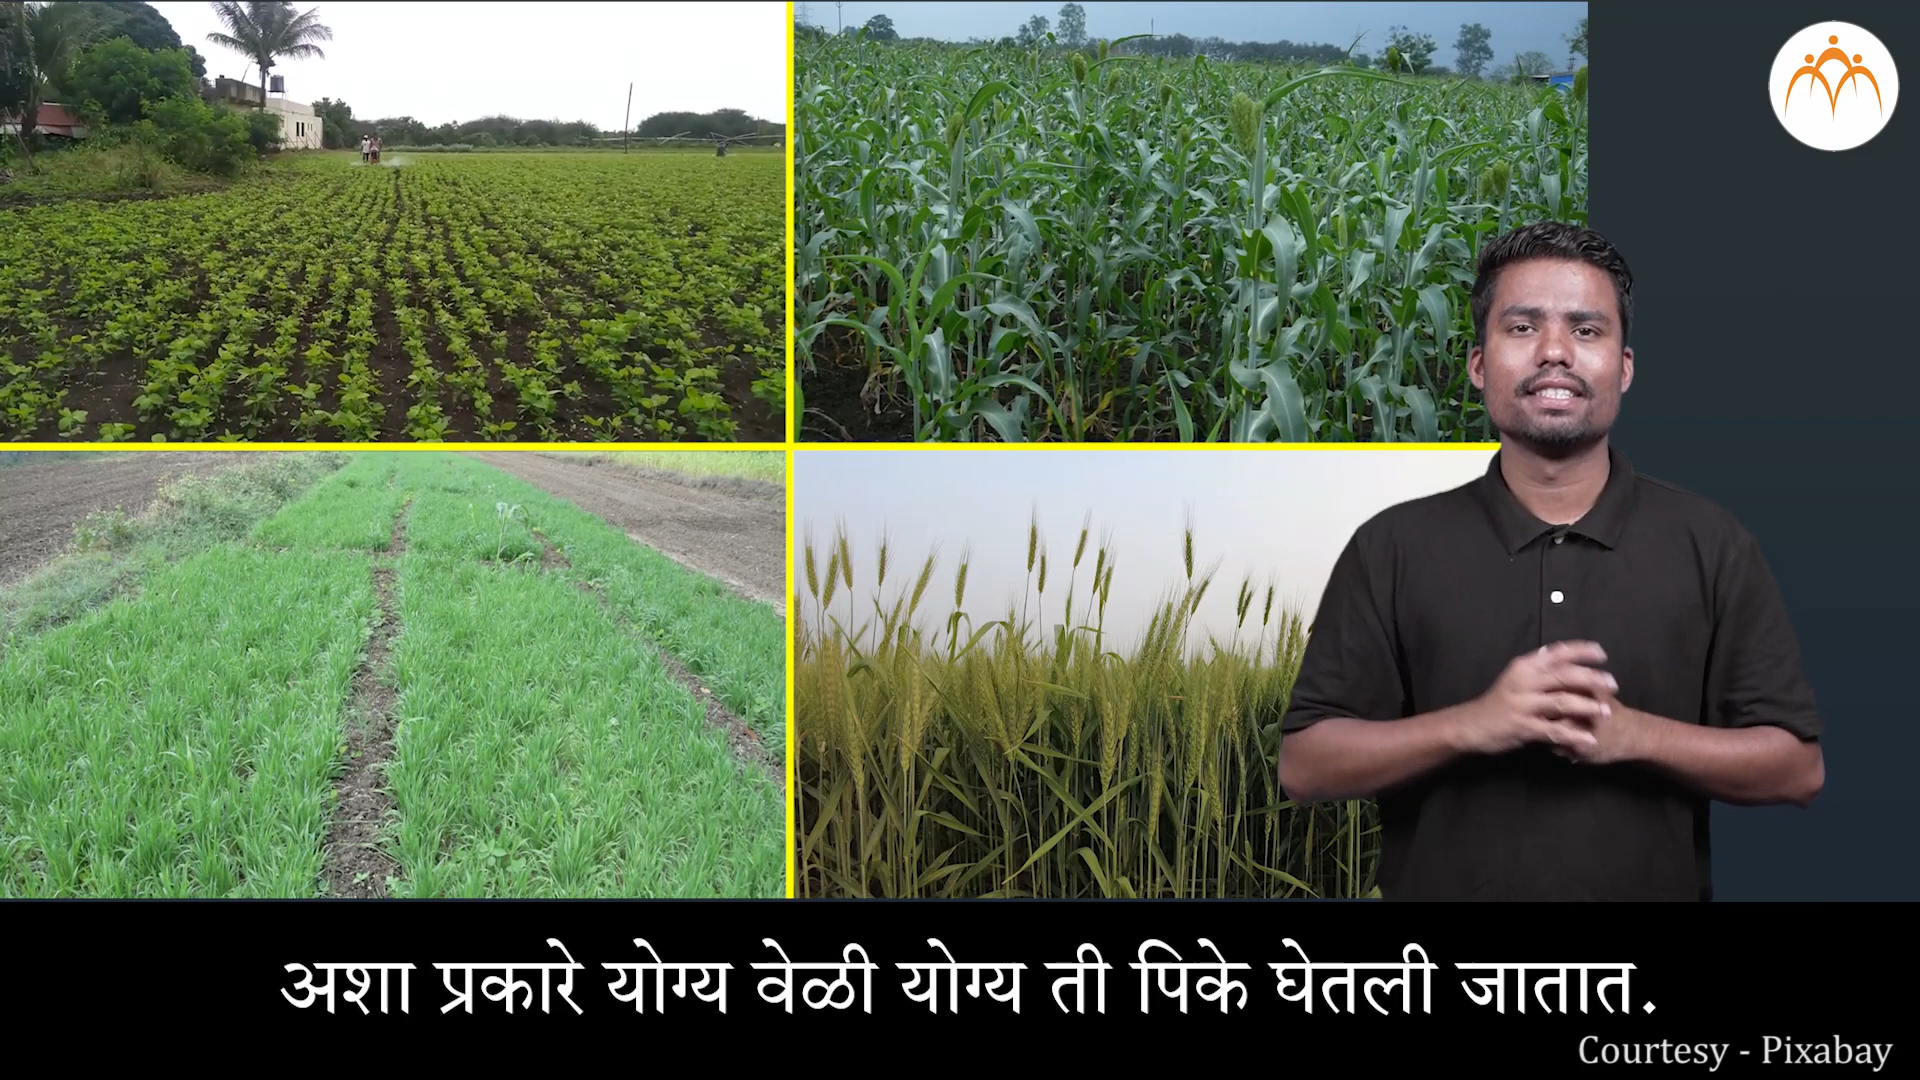 अशा प्रकारे योग्य वेळी योग्य ती पिके घेतली जातात.
Courtesy - Pixabay